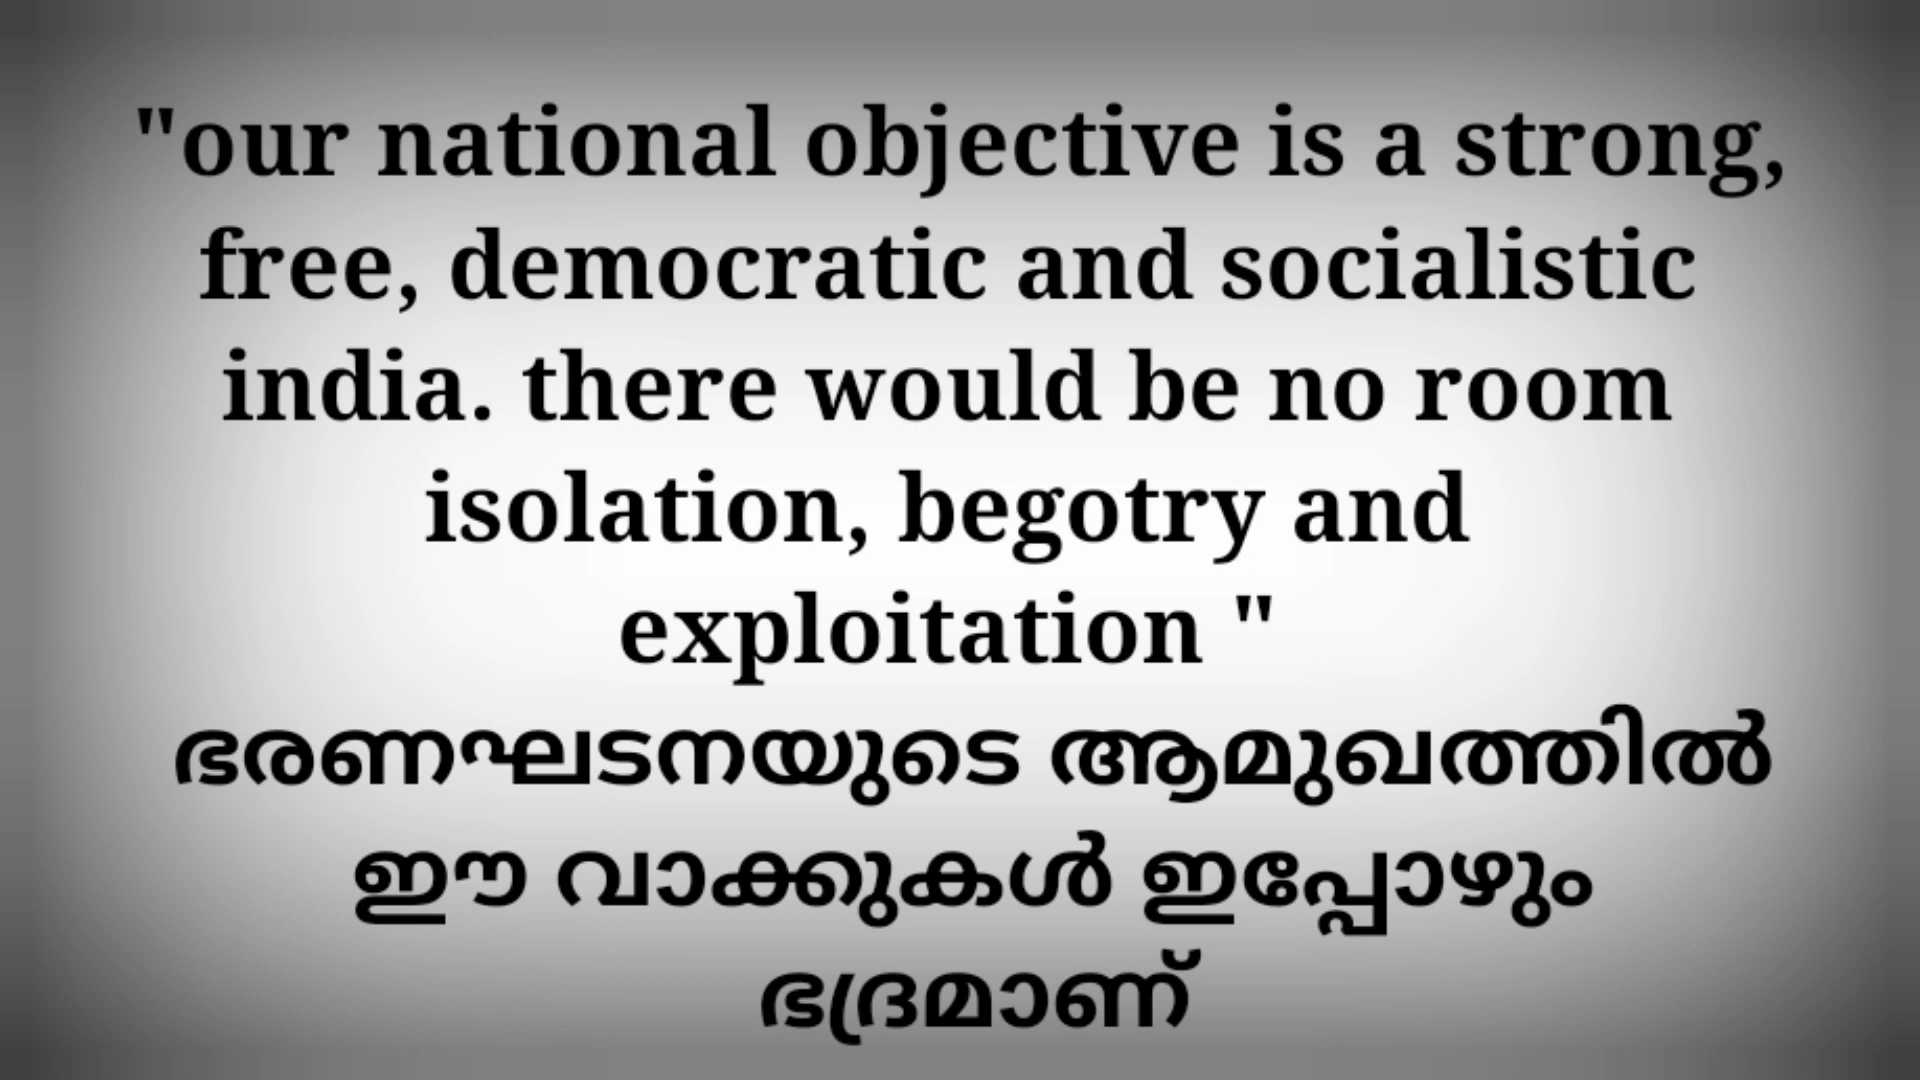 "our national objective is a strong,
free, democratic and socialistic
india. there would be no room
isolation, begotry and
exploitation "
ഭരണഘടനയുടെ ആമുഖത്തിൽ
ഈ വാക്കുകൾ ഇപ്പോഴും
ഭദ്രമാണ്